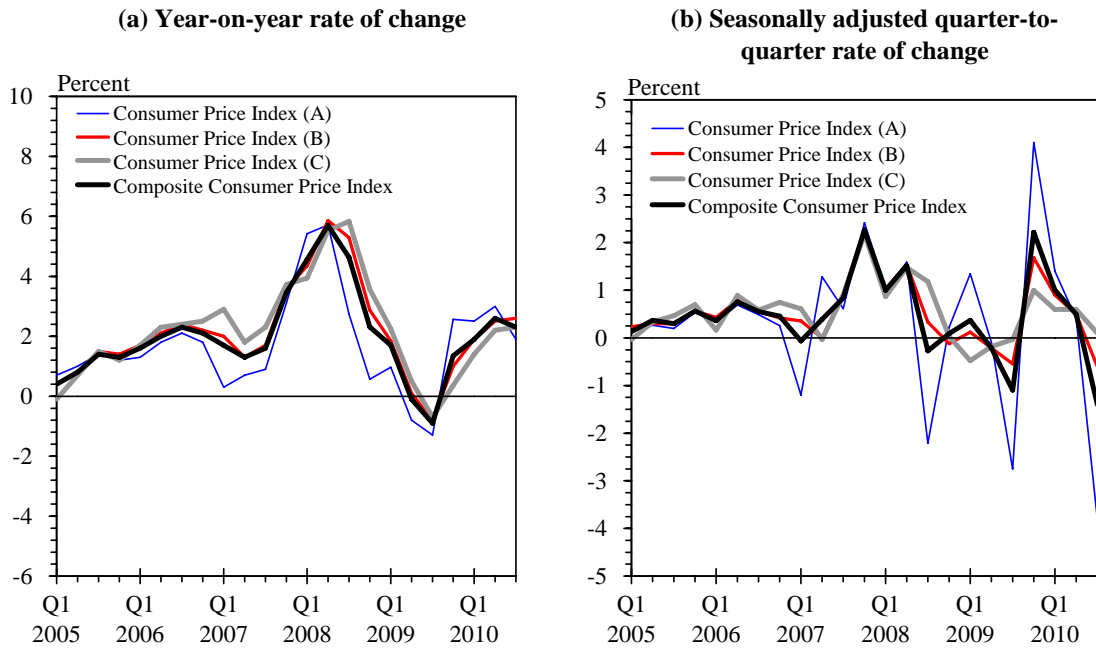 (a) Year-on-year rate of change
Percent
10
8
6
4
2
0
-2
-4
-6
Consumer Price Index (A)
Consumer Price Index (B)
Consumer Price Index (C)
Composite Consumer Price Index
Q1 Q1 Q1 Q1 Q1 Q1
2005 2006 2007 2008 2009 2010
(b) Seasonally adjusted quarter-to-
quarter rate of change
Percent
5
4
3
2
1
0
-1
-2
-3
-4
-5
Consumer Price Index (A)
Consumer Price Index (B)
Consumer Price Index (C)
Composite Consumer Price Index
Q1 Q1 Q1 Q1 Q1 Q1
2005 2006 2007 2008 2009 2010